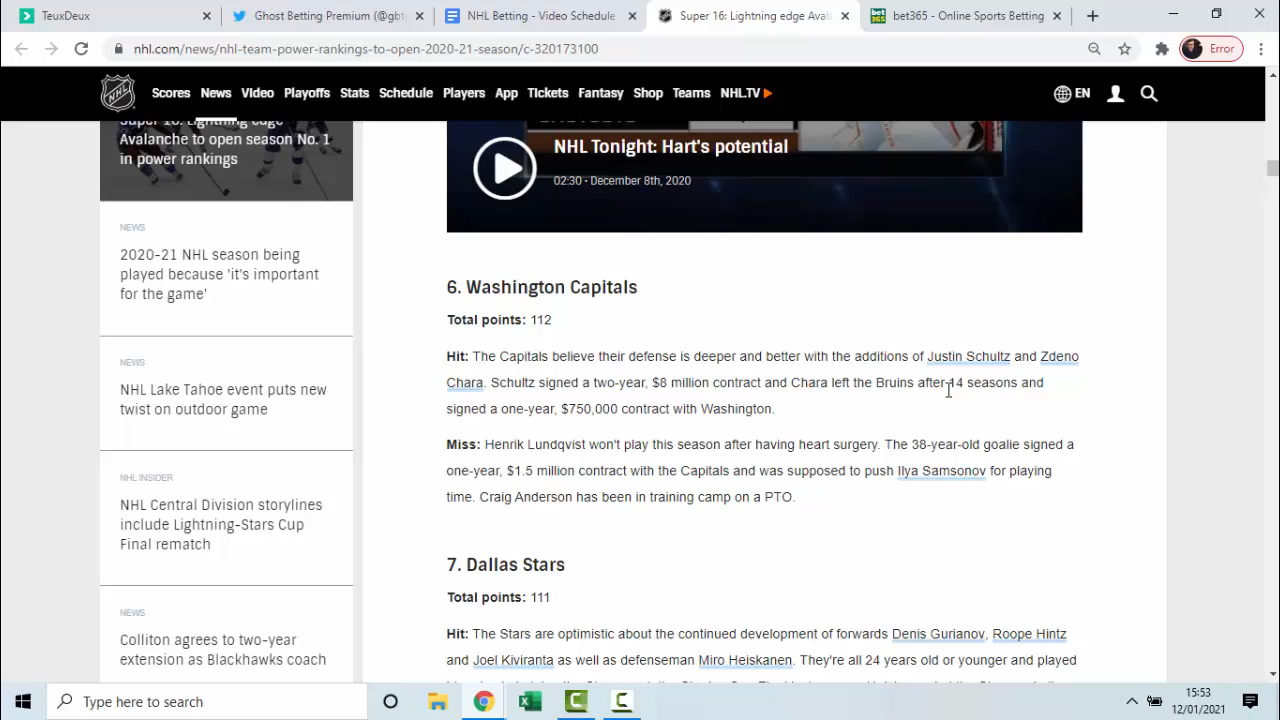 TeuxDeux
Ghost Betting Premium (@gh
NHL Betting - Video Schedule
Super 16: Lightning edge Avala
bet365 - Online Sports Betting
nhl.com/news/nhl-team-power-rankings-to-open-2020-21-season/c-320173100
Error
Scores News Video Playoffs Stats Schedule Players App Tickets Fantasy Shop Teams NHL.TV EN
Super 16: Lightning edge
Avalanche to open season No. 1
in power rankings
NEWS
2020-21 NHL season being
played because 'it's important
for the game'
NEWS
NHL Lake Tahoe event puts new
twist on outdoor game
NHL INSIDER
NHL Central Division storylines
include Lightning-Stars Cup
Final rematch
NEWS
Colliton agrees to two-year
extension as Blackhawks coach
NHL Tonight: Hart's potential
02:30 · December 8th, 2020
6. Washington Capitals
Total points: 112
Hit: The Capitals believe their defense is deeper and better with the additions of Justin Schultz and Zdeno
Chara. Schultz signed a two-year, $8 million contract and Chara left the Bruins after 14 seasons and
signed a one-year, $750,000 contract with Washington.
Miss: Henrik Lundqvist won't play this season after having heart surgery. The 38-year-old goalie signed a
one-year, $1.5 million contract with the Capitals and was supposed to push Ilya Samsonov for playing
time. Craig Anderson has been in training camp on a PTO.
7. Dallas Stars
Total points: 111
Hit: The Stars are optimistic about the continued development of forwards Denis Gurianov, Roope Hintz
and Joel Kiviranta as well as defenseman Miro Heiskanen. They're all 24 years old or younger and played
Type here to search
15:53
12/01/2021